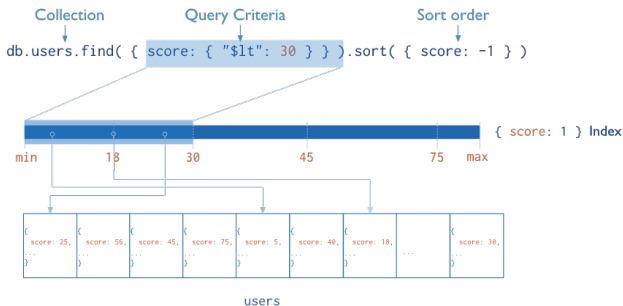 Collection Query Criteria Sort order
db.users.find( { score: { "$lt": 30 } } ).sort( { score: -1 } )
{ score: 1 } Index
min 18 30 45 75 max
{ { { { { { { {
score: 25, score: 56, score: 45, score: 75, score: 5, score: 40, score: 18, score: 30,
... ... ... ... ... ... ... ... ...
} } } } } } } }
users